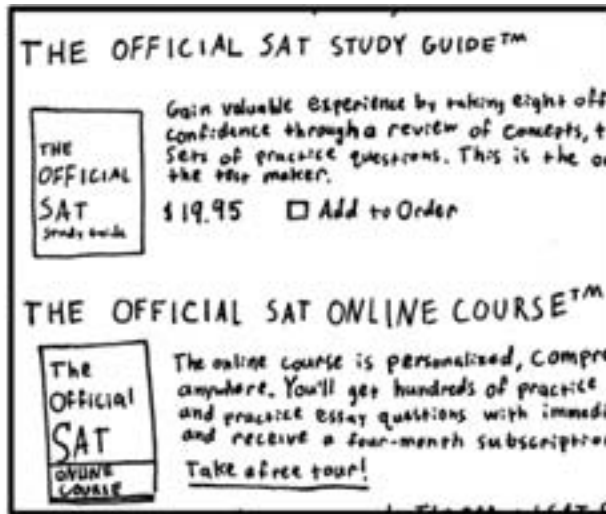 THE OFFICIAL SAT STUDY GUIDE™
THE
OFFICIAL
SAT
Study Guide
Gain valuable experience by taking eight off
confidence through a review of concepts, t
Sets of practice questions. This is the o
the test maker.
$19.95 Add to Order
THE OFFICIAL SAT ONLINE COURSE™
The
Official
SAT
ONLINE
COURSE
The online course is personalized, Compre
anywhere. You'll get hundreds of practice
and practice essay questions with immedi
and receive a four-month subscription
Take a free tour!